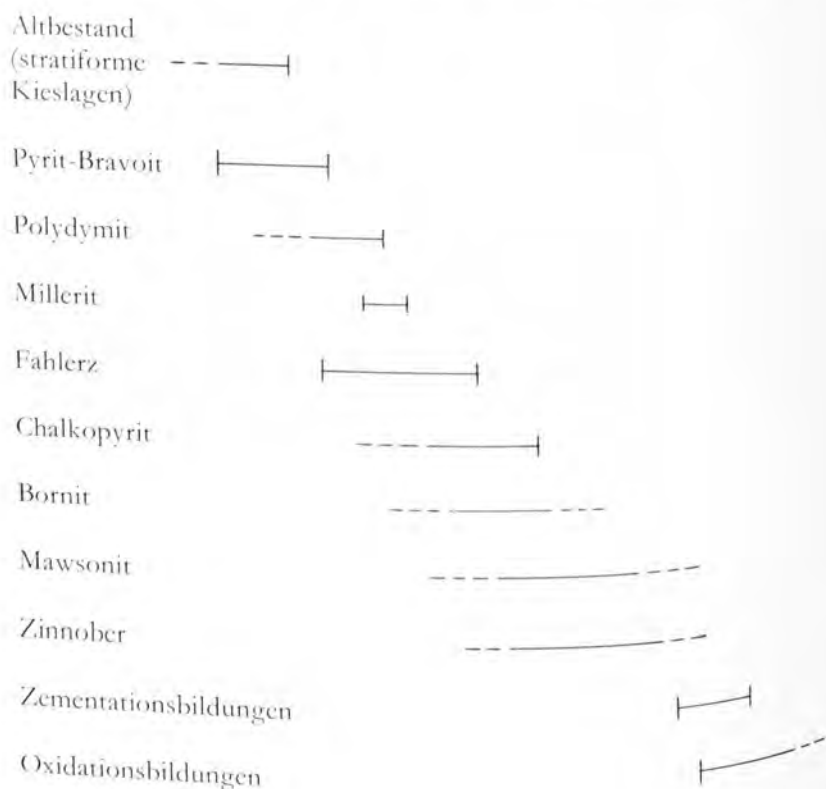 Altbestand
(stratiforme
Kieslagen)
Pyrit-Bravoit
Polydymit
Millerit
Fahlerz
Chalkopyrit
Bornit
Mawsonit
Zinnober
Zementationsbildungen
Oxidationsbildungen